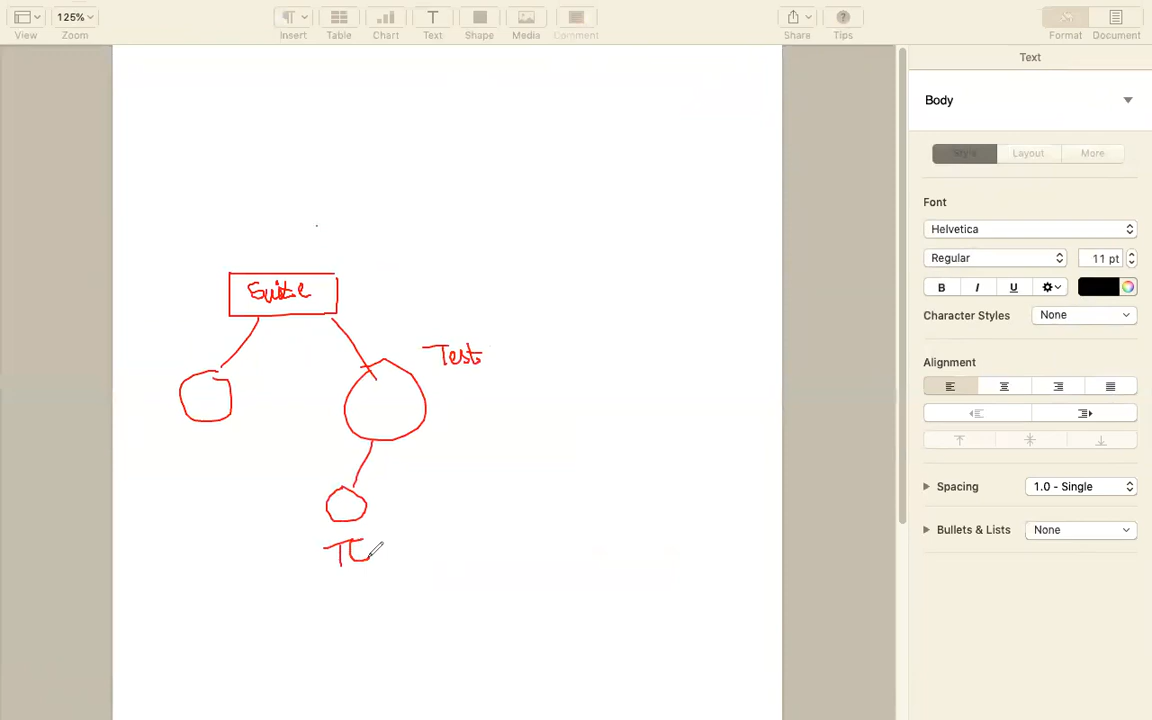 125%
View
Zoom
Insert
Table
Chart
Text
Shape
Media
Comment
Share
Tips
Format
Document
Text
Body
Style
Layout
More
Font
Helvetica
Regular
11 pt
B I U
Character Styles
None
Alignment
Spacing
1.0 - Single
Bullets & Lists
None
Suite
Test
TC